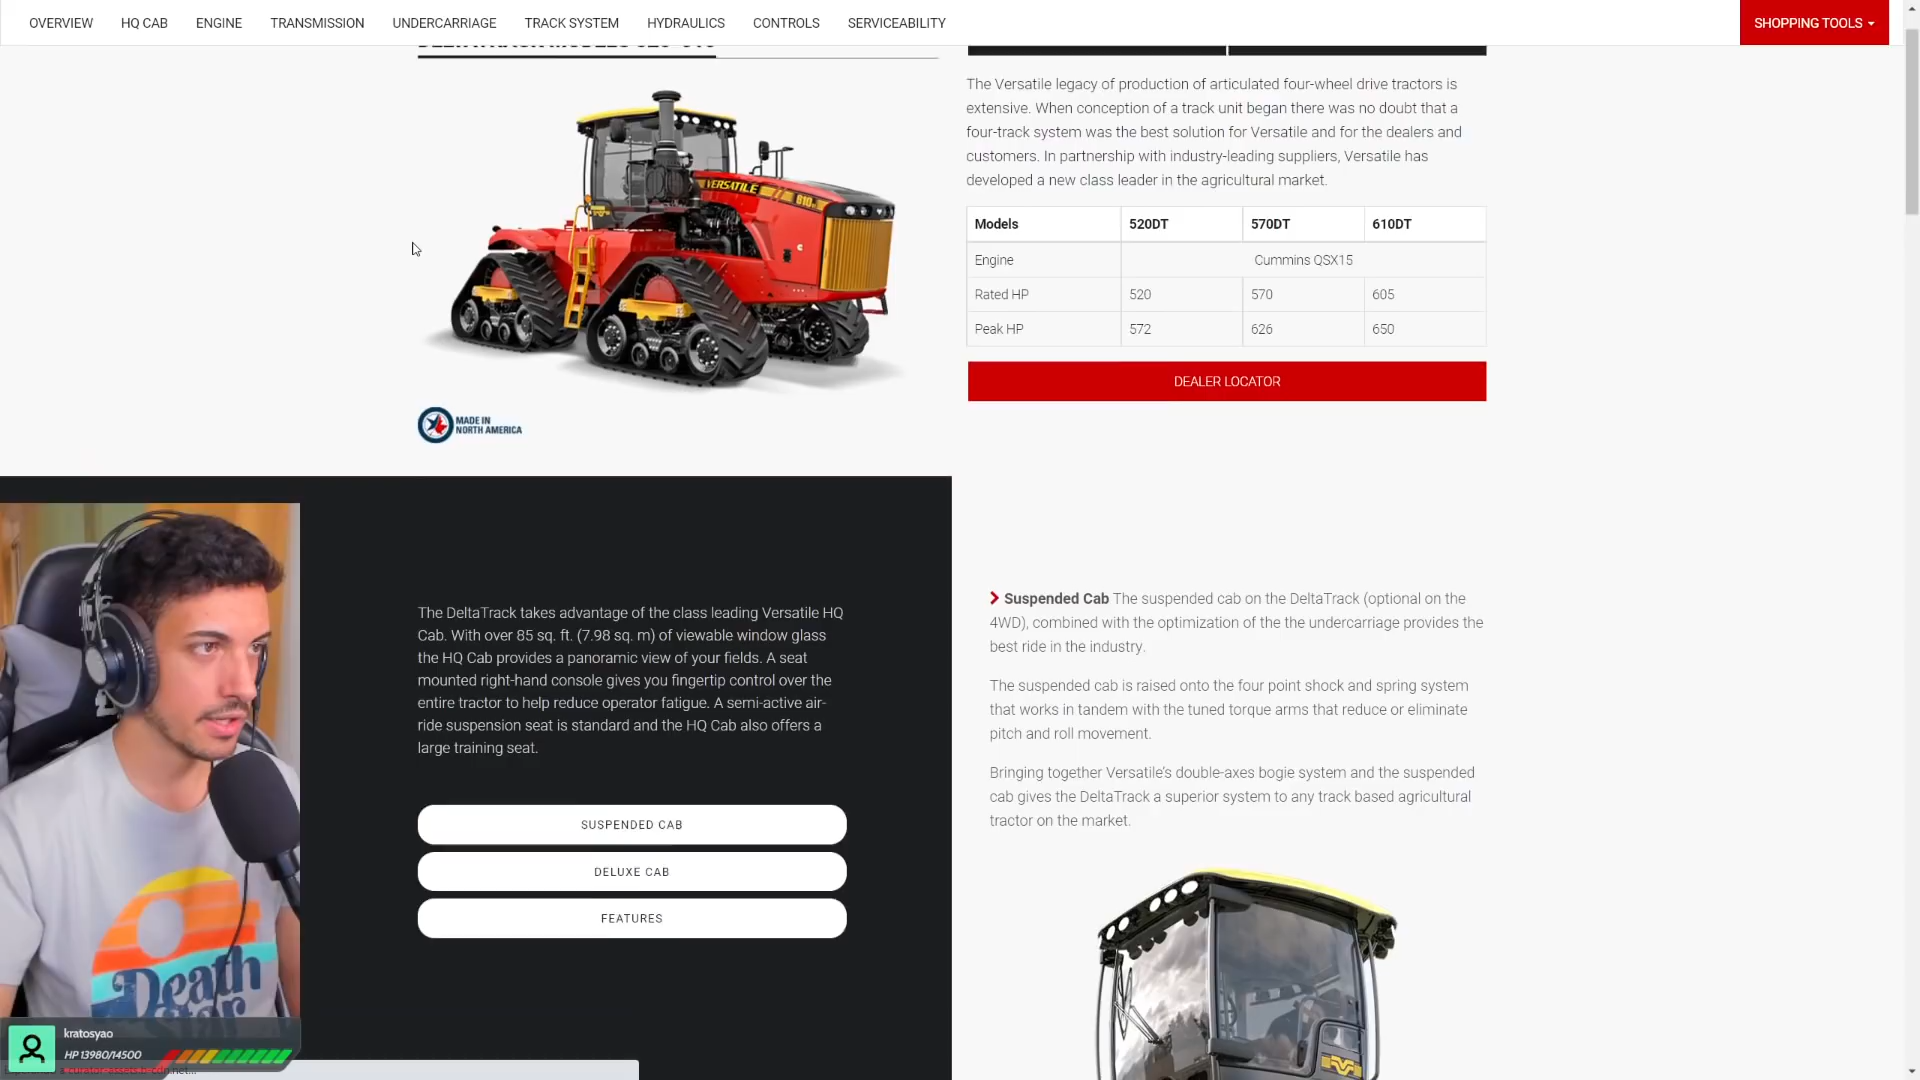 OVERVIEW HQ CAB ENGINE TRANSMISSION UNDERCARRIAGE TRACK SYSTEM HYDRAULICS CONTROLS SERVICEABILITY SHOPPING TOOLS
The Versatile legacy of production of articulated four-wheel drive tractors is
extensive. When conception of a track unit began there was no doubt that a
four-track system was the best solution for Versatile and for the dealers and
customers. In partnership with industry-leading suppliers, Versatile has
developed a new class leader in the agricultural market.
VERSATILE
610
Models 520DT 570DT 610DT
Engine Cummins QSX15
Rated HP 520 570 605
Peak HP 572 626 650
DEALER LOCATOR
MADE IN
NORTH AMERICA
The DeltaTrack takes advantage of the class leading Versatile HQ
Cab. With over 85 sq. ft. (7.98 sq. m) of viewable window glass
the HQ Cab provides a panoramic view of your fields. A seat
mounted right-hand console gives you fingertip control over the
entire tractor to help reduce operator fatigue. A semi-active air-
ride suspension seat is standard and the HQ Cab also offers a
large training seat.
SUSPENDED CAB
DELUXE CAB
FEATURES
Suspended Cab The suspended cab on the DeltaTrack (optional on the
4WD), combined with the optimization of the the undercarriage provides the
best ride in the industry.
The suspended cab is raised onto the four point shock and spring system
that works in tandem with the tuned torque arms that reduce or eliminate
pitch and roll movement.
Bringing together Versatile's double-axes bogie system and the suspended
cab gives the DeltaTrack a superior system to any track based agricultural
tractor on the market.
Death
Star
kratosyao
HP 13980/14500